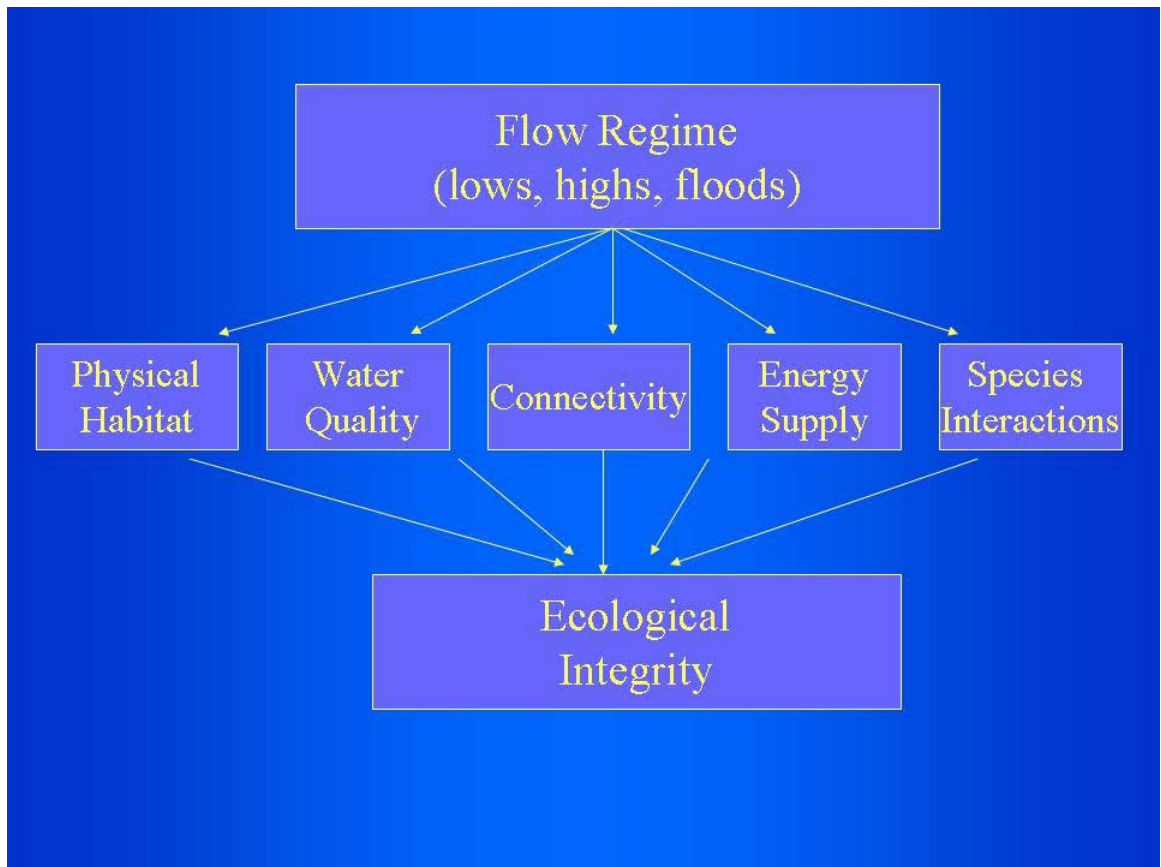 Flow Regime
(lows, highs, floods)
Physical
Habitat
Water
Quality
Connectivity
Energy
Supply
Species
Interactions
Ecological
Integrity